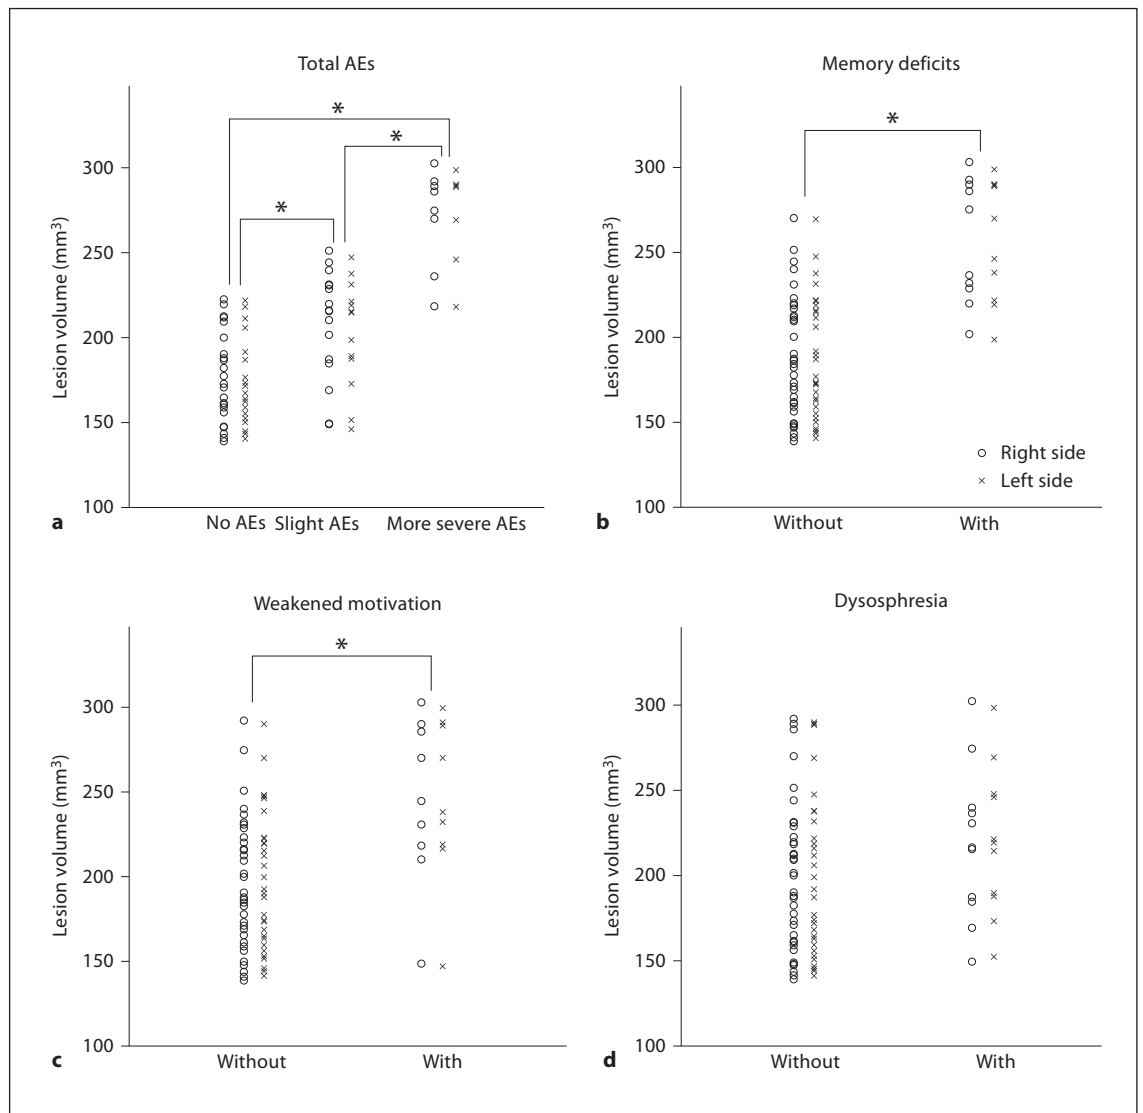 Total AEs
*
*
*
300
250
200
150
100
Lesion volume (mm³)
a
No AEs
Slight AEs
More severe AEs
Memory deficits
*
300
250
200
150
100
Lesion volume (mm³)
○ Right side
× Left side
b
Without
With
Weakened motivation
*
300
250
200
150
100
Lesion volume (mm³)
c
Without
With
Dysosphresia
300
250
200
150
100
Lesion volume (mm³)
d
Without
With